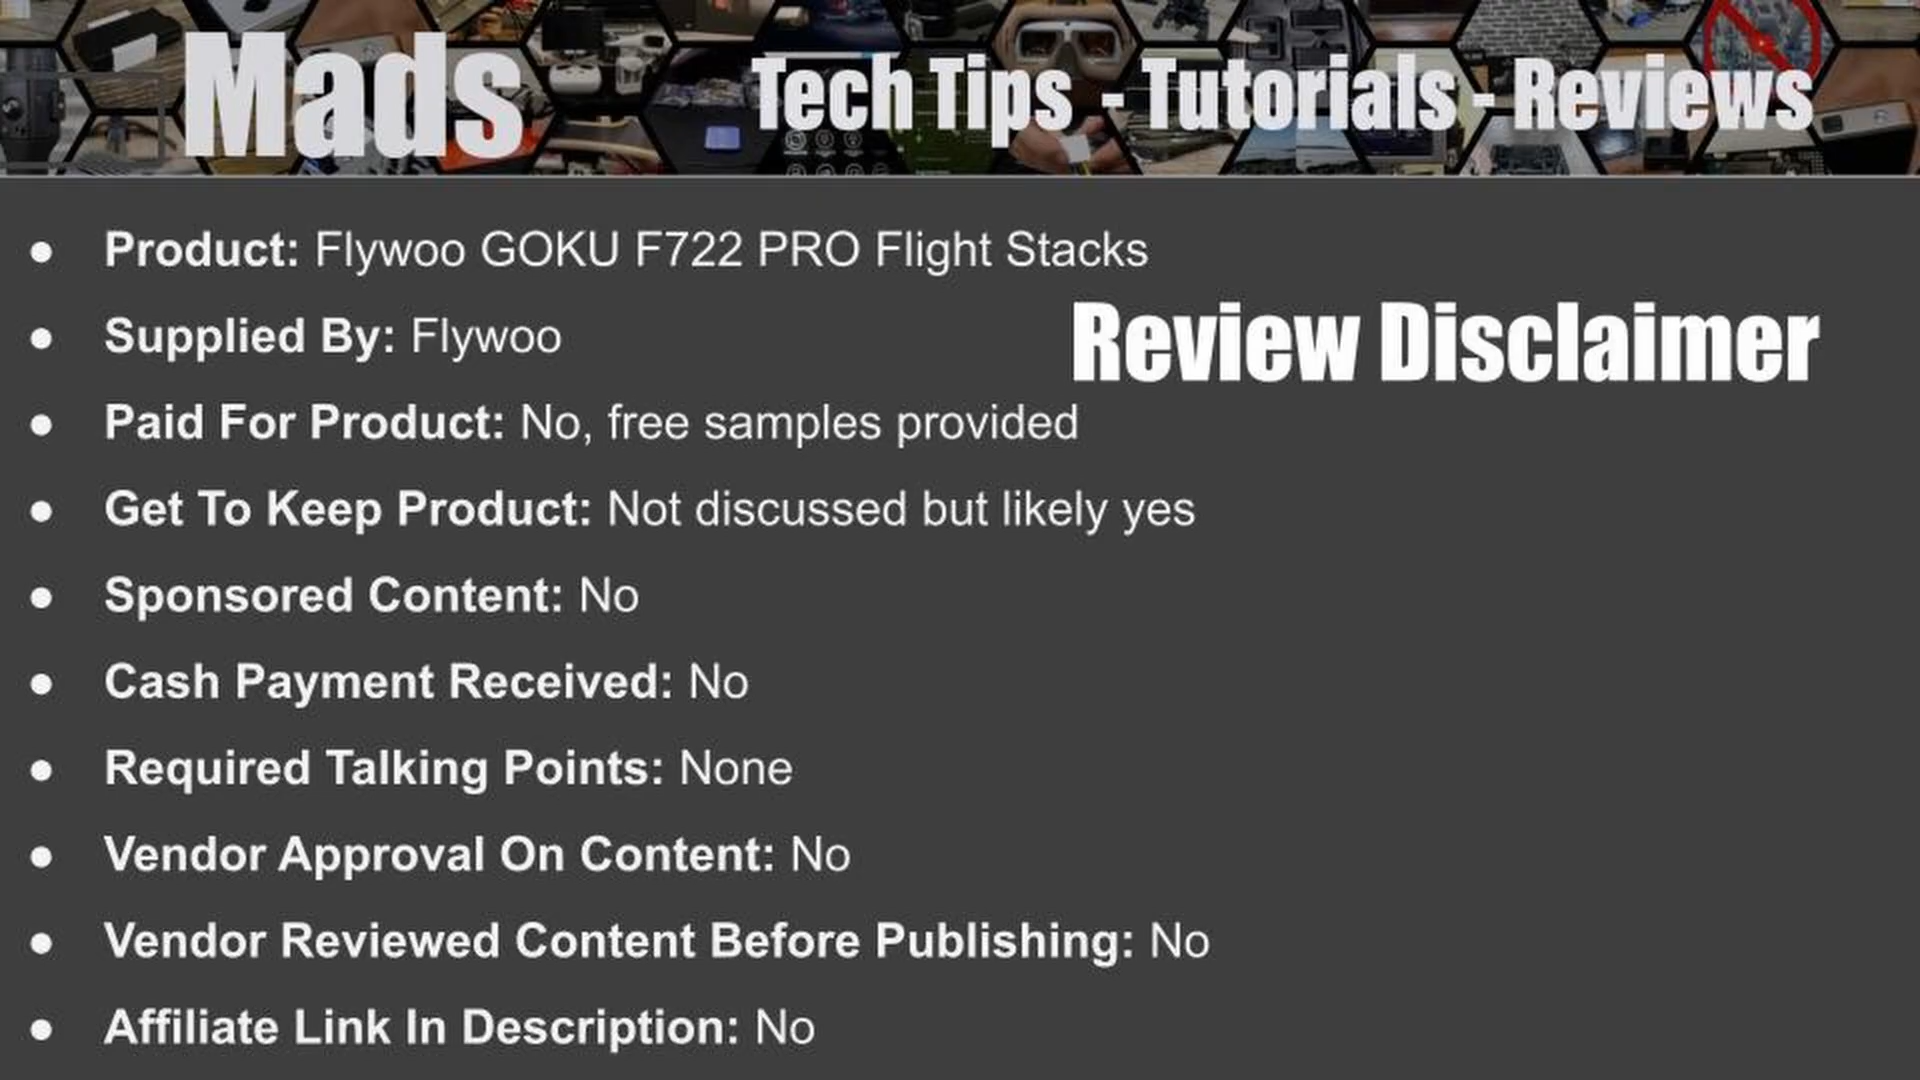 Mads
Tech Tips - Tutorials - Reviews
● Product: Flywoo GOKU F722 PRO Flight Stacks
● Supplied By: Flywoo
Review Disclaimer
● Paid For Product: No, free samples provided
● Get To Keep Product: Not discussed but likely yes
● Sponsored Content: No
● Cash Payment Received: No
● Required Talking Points: None
● Vendor Approval On Content: No
● Vendor Reviewed Content Before Publishing: No
● Affiliate Link In Description: No